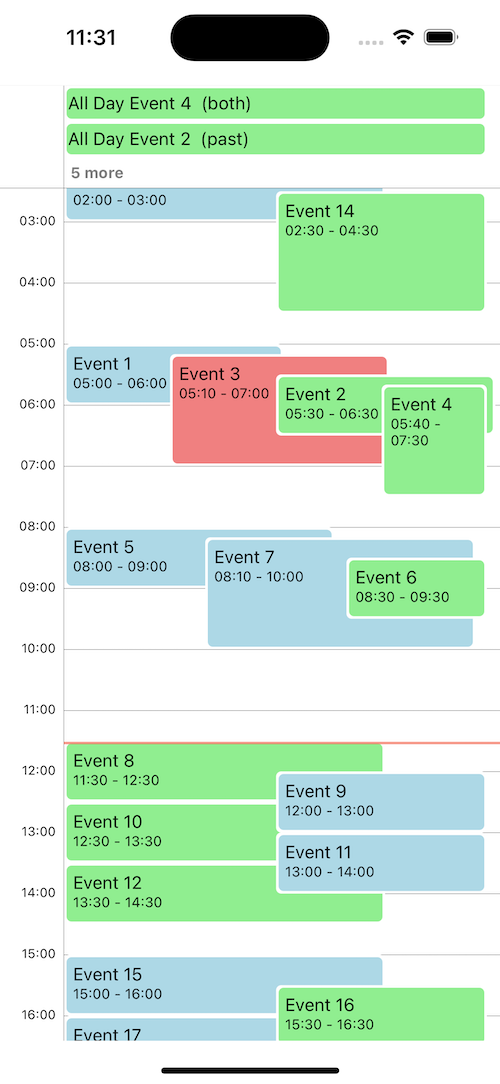 11:31
All Day Event 4  (both)
All Day Event 2  (past)
5 more
02:00 - 03:00
Event 14
02:30 - 04:30
03:00
04:00
05:00
Event 1
05:00 - 06:00
Event 3
05:10 - 07:00
Event 2
05:30 - 06:30
Event 4
05:40 -
07:30
06:00
07:00
08:00
Event 5
08:00 - 09:00
Event 7
08:10 - 10:00
Event 6
08:30 - 09:30
09:00
10:00
11:00
Event 8
11:30 - 12:30
12:00
Event 9
12:00 - 13:00
Event 10
12:30 - 13:30
13:00
Event 11
13:00 - 14:00
Event 12
13:30 - 14:30
14:00
15:00
Event 15
15:00 - 16:00
Event 16
15:30 - 16:30
16:00
Event 17